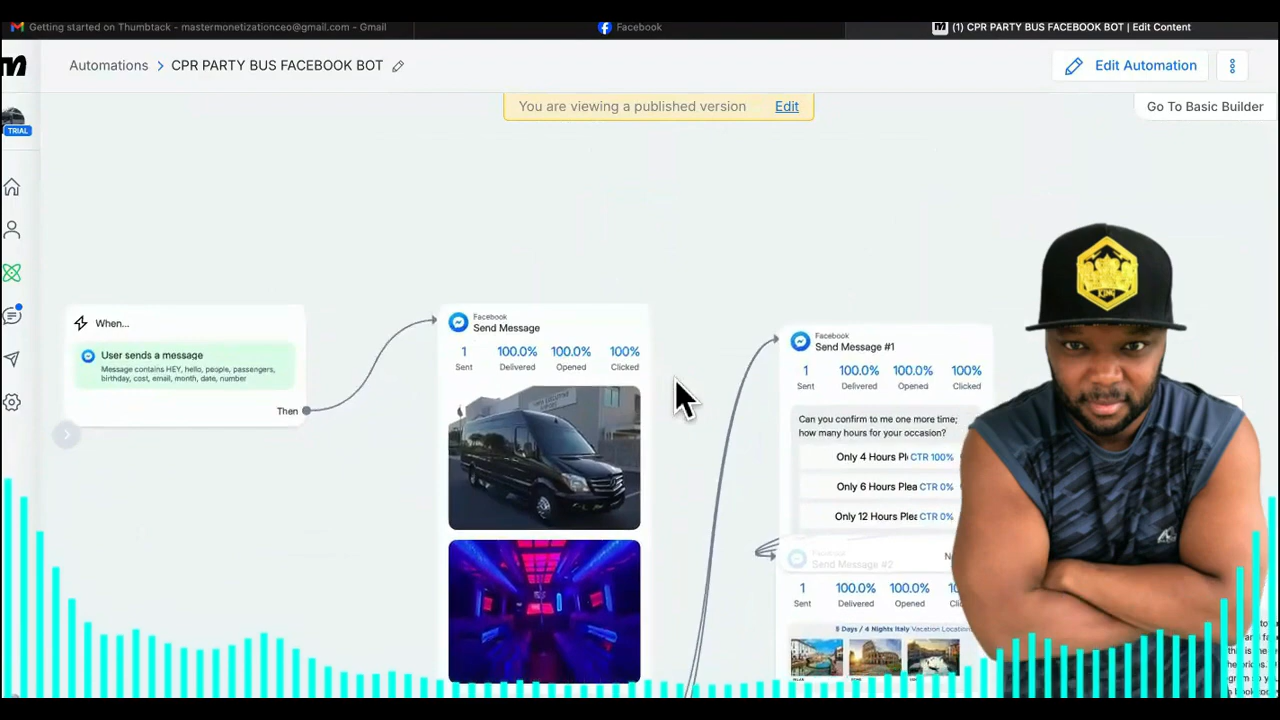 Getting started on Thumbtack - mastermonetizationceo@gmail.com - Gmail
Facebook
(1) CPR PARTY BUS FACEBOOK BOT | Edit Content
Automations > CPR PARTY BUS FACEBOOK BOT
Edit Automation
You are viewing a published version Edit
Go To Basic Builder
TRIAL
When...
User sends a message
Message contains HEY, hello, people, passengers,
birthday, cost, email, month, date, number
Then
Facebook
Send Message
1 100.0% 100.0% 100%
Sent Delivered Opened Clicked
Facebook
Send Message #1
1 100.0% 100.0% 100%
Sent Delivered Opened Clicked
Can you confirm to me one more time;
how many hours for your occasion?
Only 4 Hours Pl CTR 100%
Only 6 Hours Plea CTR 0%
Only 12 Hours Plea CTR 0%
Facebook
Send Message #2
1 100.0% 100.0%
Sent Delivered Opened
5 Days / 4 Nights Italy Vacation
KING